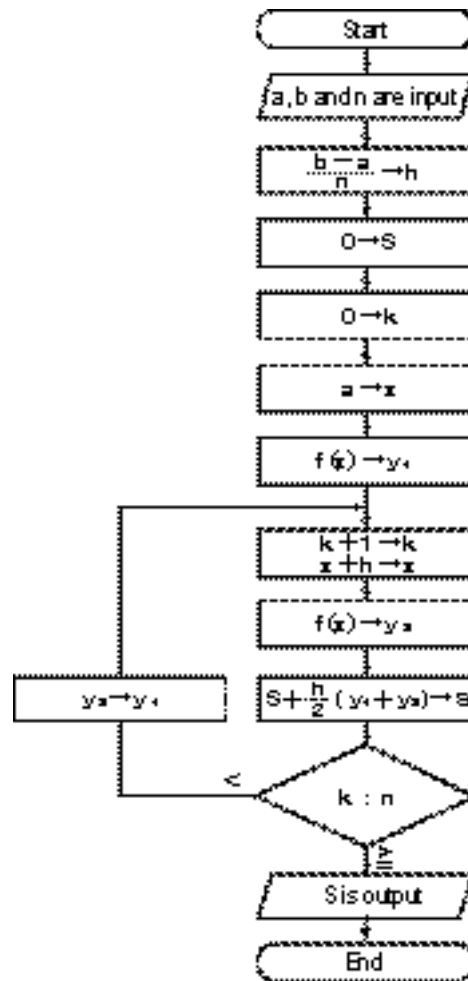 Start
a, b and n are input
b − a
n → h
0 → S
0 → k
a → x
f(x) → y₁
k + 1 → k
x + h → x
f(x) → y₂
y₂ → y₁
S + h/2 (y₁ + y₂) → S
<
k : n
≧
S is output
End